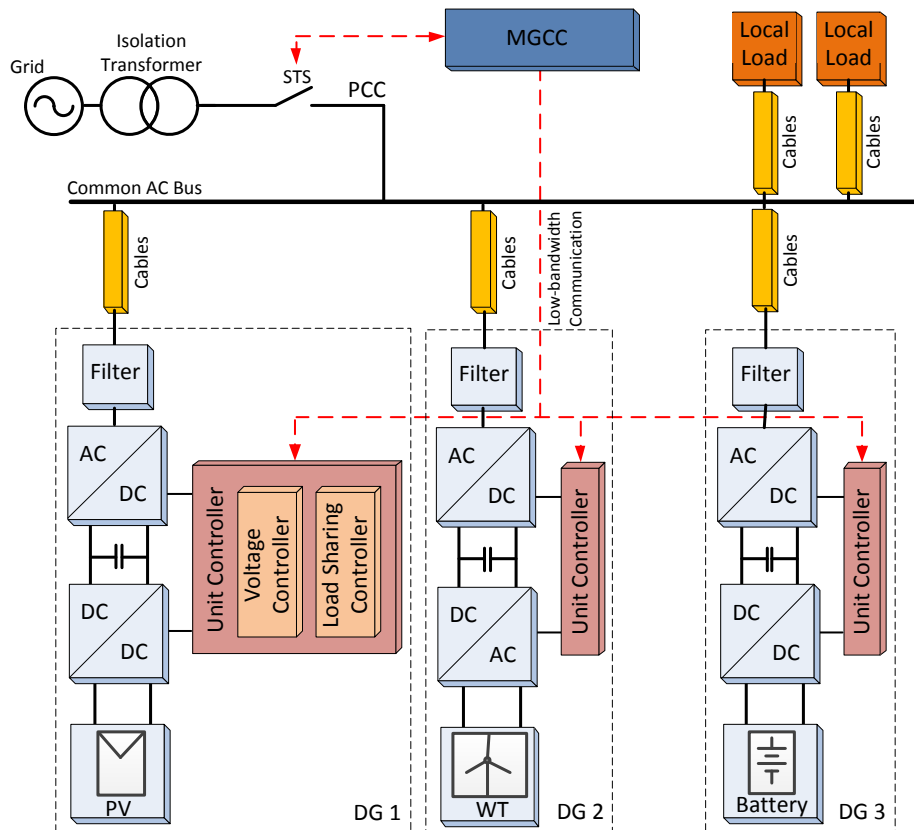 MGCC
Local
Load
Local
Load
Isolation
Transformer
Grid
STS
PCC
Cables
Cables
Common AC Bus
Cables
Cables
Cables
Low-bandwidth
Communication
Filter
Filter
Filter
AC
DC
Unit Controller
Voltage
Controller
Load Sharing
Controller
AC
DC
Unit Controller
AC
DC
Unit Controller
DC
DC
DC
AC
DC
DC
PV
DG 1
WT
DG 2
Battery
DG 3